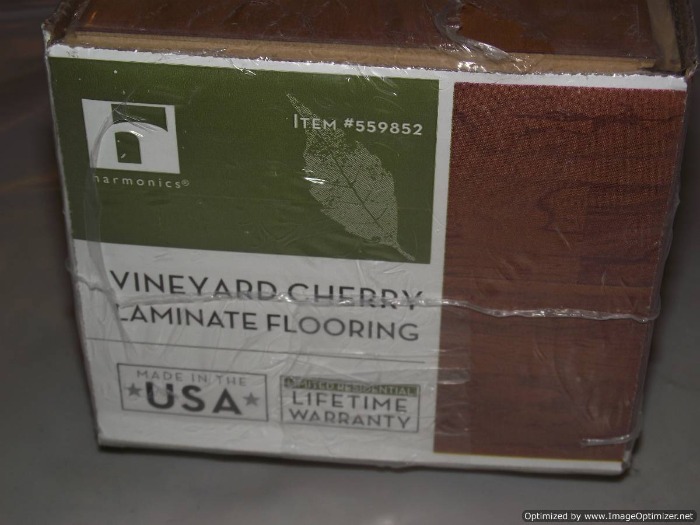 ITEM #559852
harmonics®
VINEYARD CHERRY
LAMINATE FLOORING
MADE IN THE
USA
LIMITED RESIDENTIAL
LIFETIME
WARRANTY
Optimized by www.ImageOptimizer.net